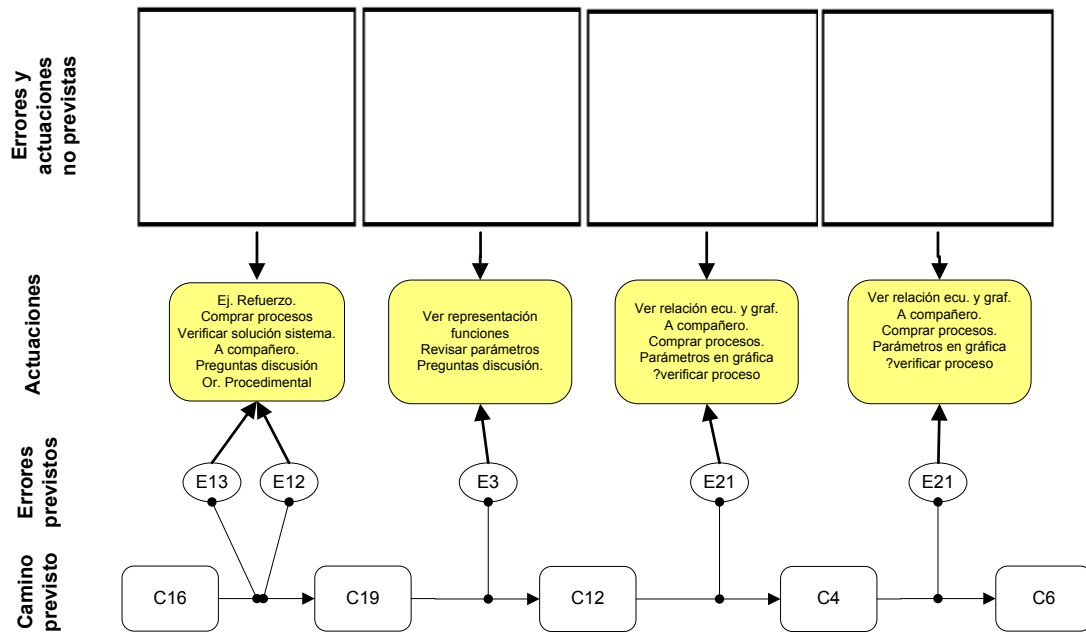 Errores y
actuaciones
no previstas
Actuaciones
Ej. Refuerzo.
Comprar procesos
Verificar solución sistema.
A compañero.
Preguntas discusión
Or. Procedimental
Ver representación
funciones
Revisar parámetros
Preguntas discusión.
Ver relación ecu. y graf.
A compañero.
Comprar procesos.
Parámetros en gráfica
?verificar proceso
Ver relación ecu. y graf.
A compañero.
Comprar procesos.
Parámetros en gráfica
?verificar proceso
Errores
previstos
E13
E12
E3
E21
E21
Camino
previsto
C16
C19
C12
C4
C6